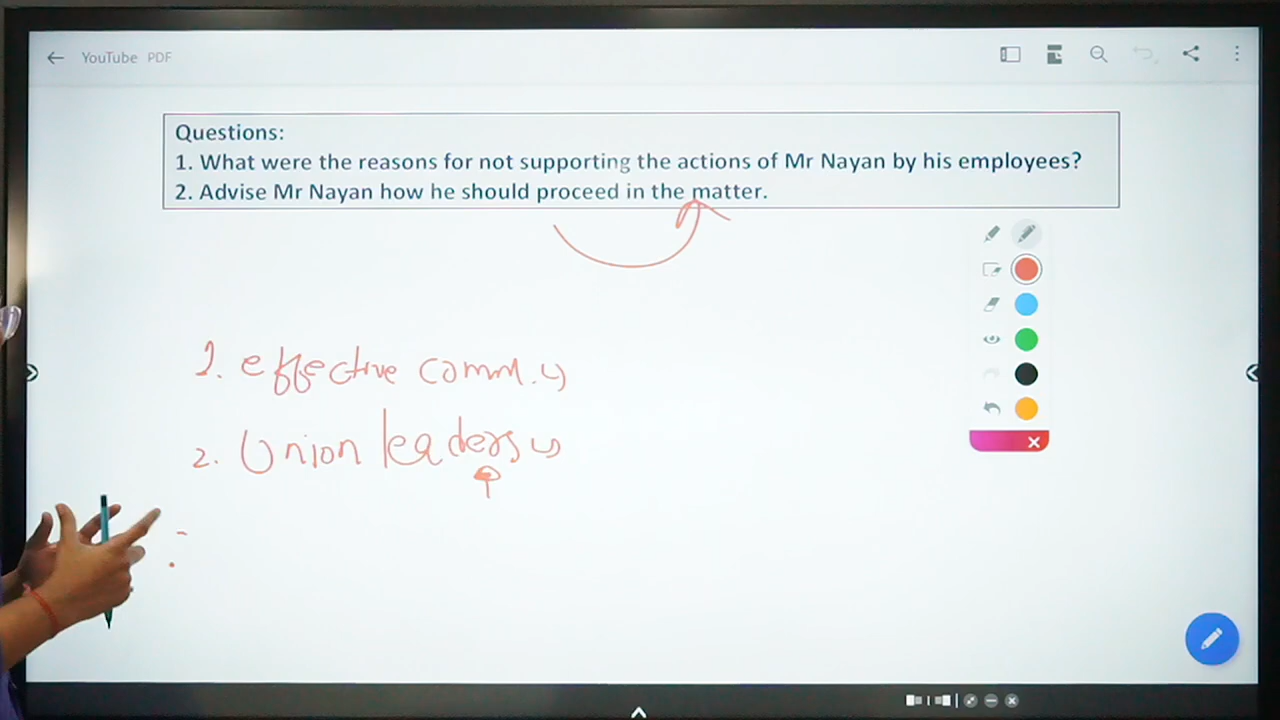 YouTube PDF
Questions:
1. What were the reasons for not supporting the actions of Mr Nayan by his employees?
2. Advise Mr Nayan how he should proceed in the matter.
1. effective comm.
2. Union leaders